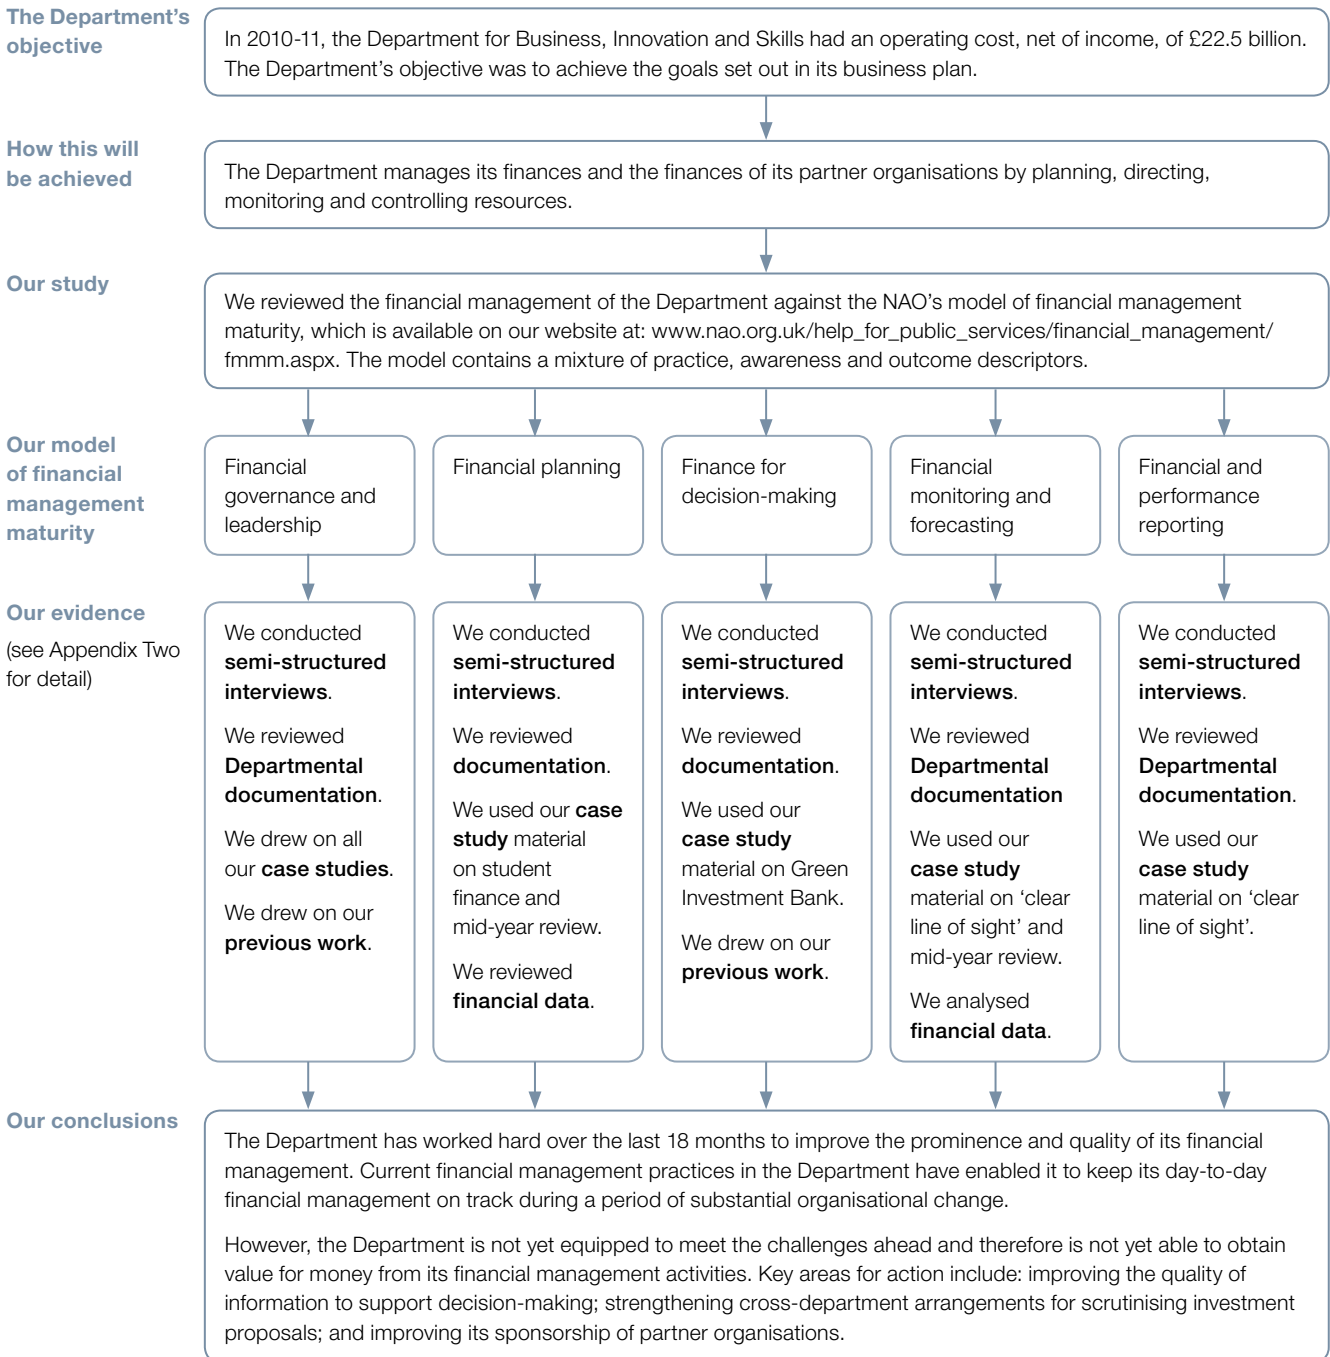 The Department's
objective
In 2010-11, the Department for Business, Innovation and Skills had an operating cost, net of income, of £22.5 billion.
The Department's objective was to achieve the goals set out in its business plan.
How this will
be achieved
The Department manages its finances and the finances of its partner organisations by planning, directing,
monitoring and controlling resources.
Our study
We reviewed the financial management of the Department against the NAO's model of financial management
maturity, which is available on our website at: www.nao.org.uk/help_for_public_services/financial_management/
fmmm.aspx. The model contains a mixture of practice, awareness and outcome descriptors.
Our model
of financial
management
maturity
Financial
governance and
leadership
Financial planning
Finance for
decision-making
Financial
monitoring and
forecasting
Financial and
performance
reporting
Our evidence
(see Appendix Two
for detail)
We conducted
semi-structured
interviews.
We reviewed
Departmental
documentation.
We drew on all
our case studies.
We drew on our
previous work.
We conducted
semi-structured
interviews.
We reviewed
documentation.
We used our case
study material
on student
finance and
mid-year review.
We reviewed
financial data.
We conducted
semi-structured
interviews.
We reviewed
documentation.
We used our
case study
material on Green
Investment Bank.
We drew on our
previous work.
We conducted
semi-structured
interviews.
We reviewed
Departmental
documentation
We used our
case study
material on 'clear
line of sight' and
mid-year review.
We analysed
financial data.
We conducted
semi-structured
interviews.
We reviewed
Departmental
documentation.
We used our
case study
material on 'clear
line of sight'.
Our conclusions
The Department has worked hard over the last 18 months to improve the prominence and quality of its financial
management. Current financial management practices in the Department have enabled it to keep its day-to-day
financial management on track during a period of substantial organisational change.
However, the Department is not yet equipped to meet the challenges ahead and therefore is not yet able to obtain
value for money from its financial management activities. Key areas for action include: improving the quality of
information to support decision-making; strengthening cross-department arrangements for scrutinising investment
proposals; and improving its sponsorship of partner organisations.